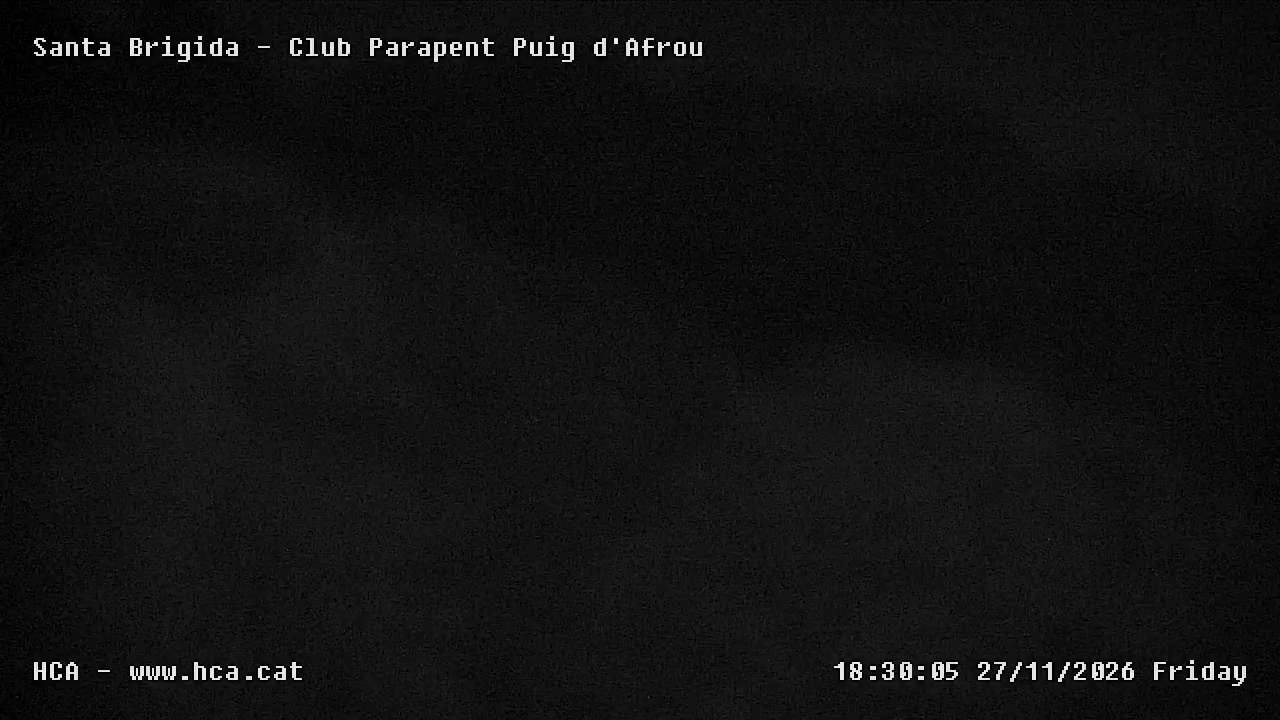 Santa Brigida - Club Parapent Puig d'Afrou
HCA - www.hca.cat
18:30:05 27/11/2026 Friday